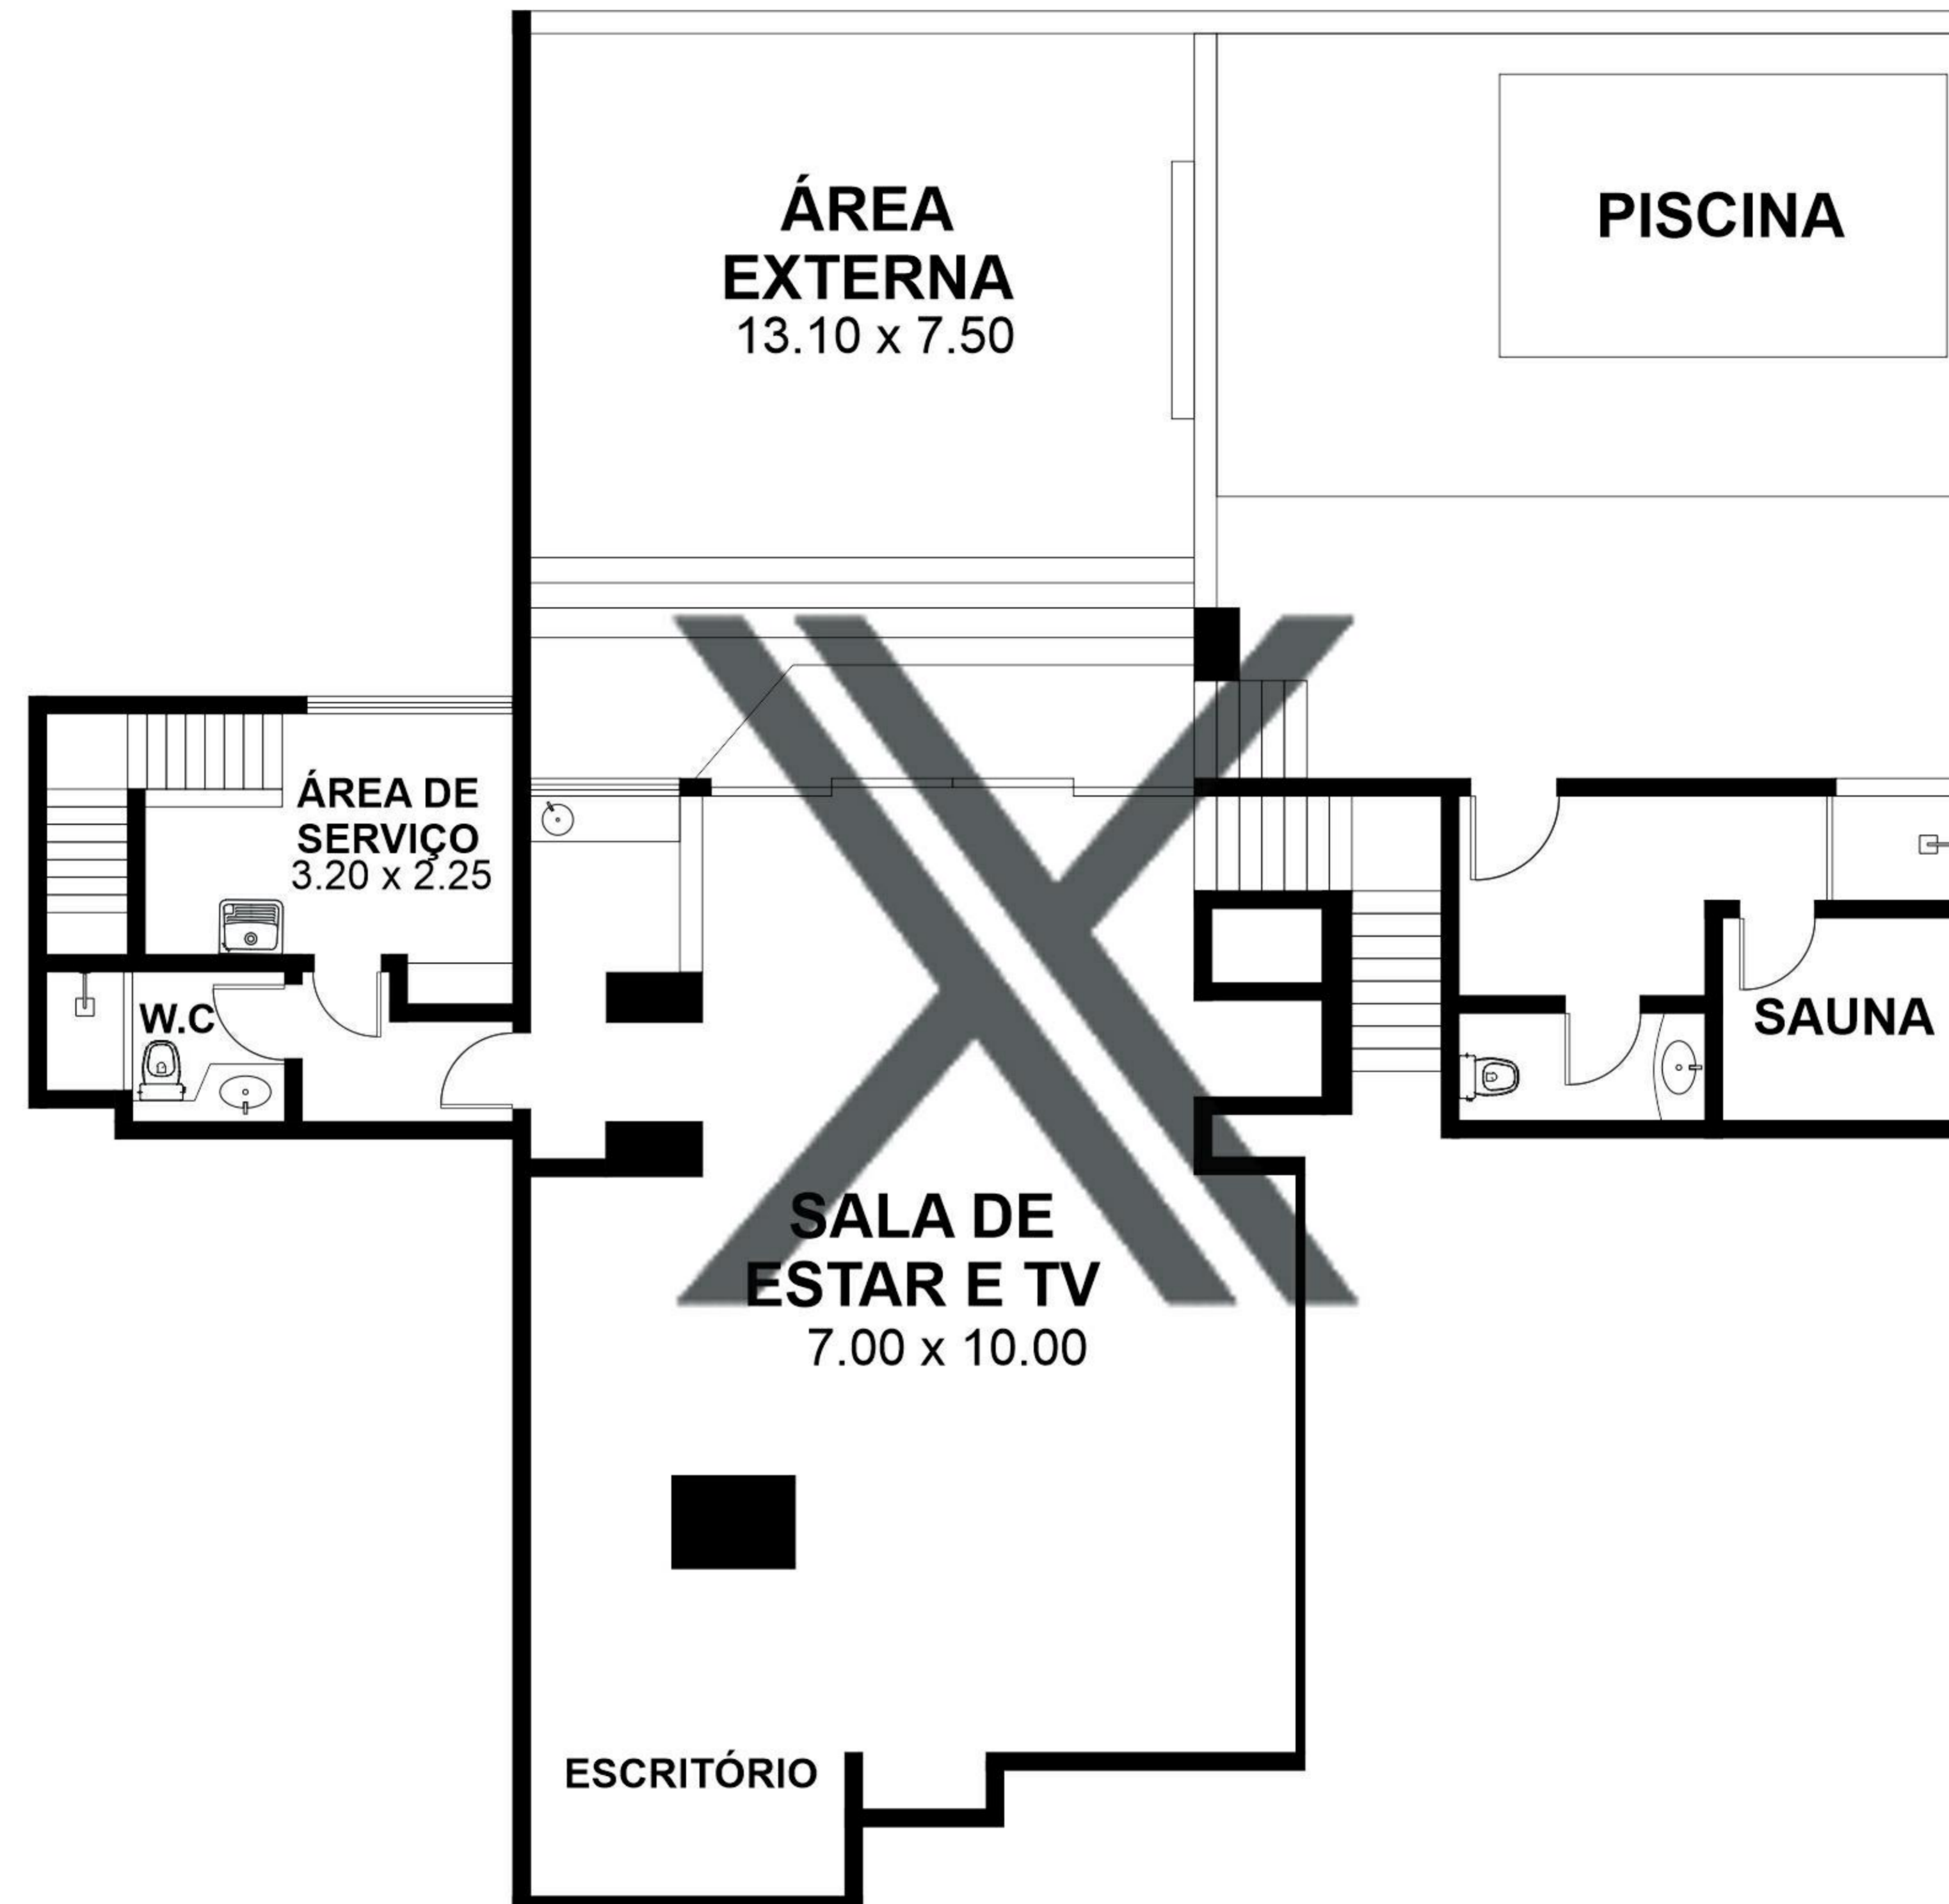 ÁREA
EXTERNA
13.10 x 7.50
PISCINA
ÁREA DE
SERVIÇO
3.20 x 2.25
W.C
SAUNA
SALA DE
ESTAR E TV
7.00 x 10.00
ESCRITÓRIO